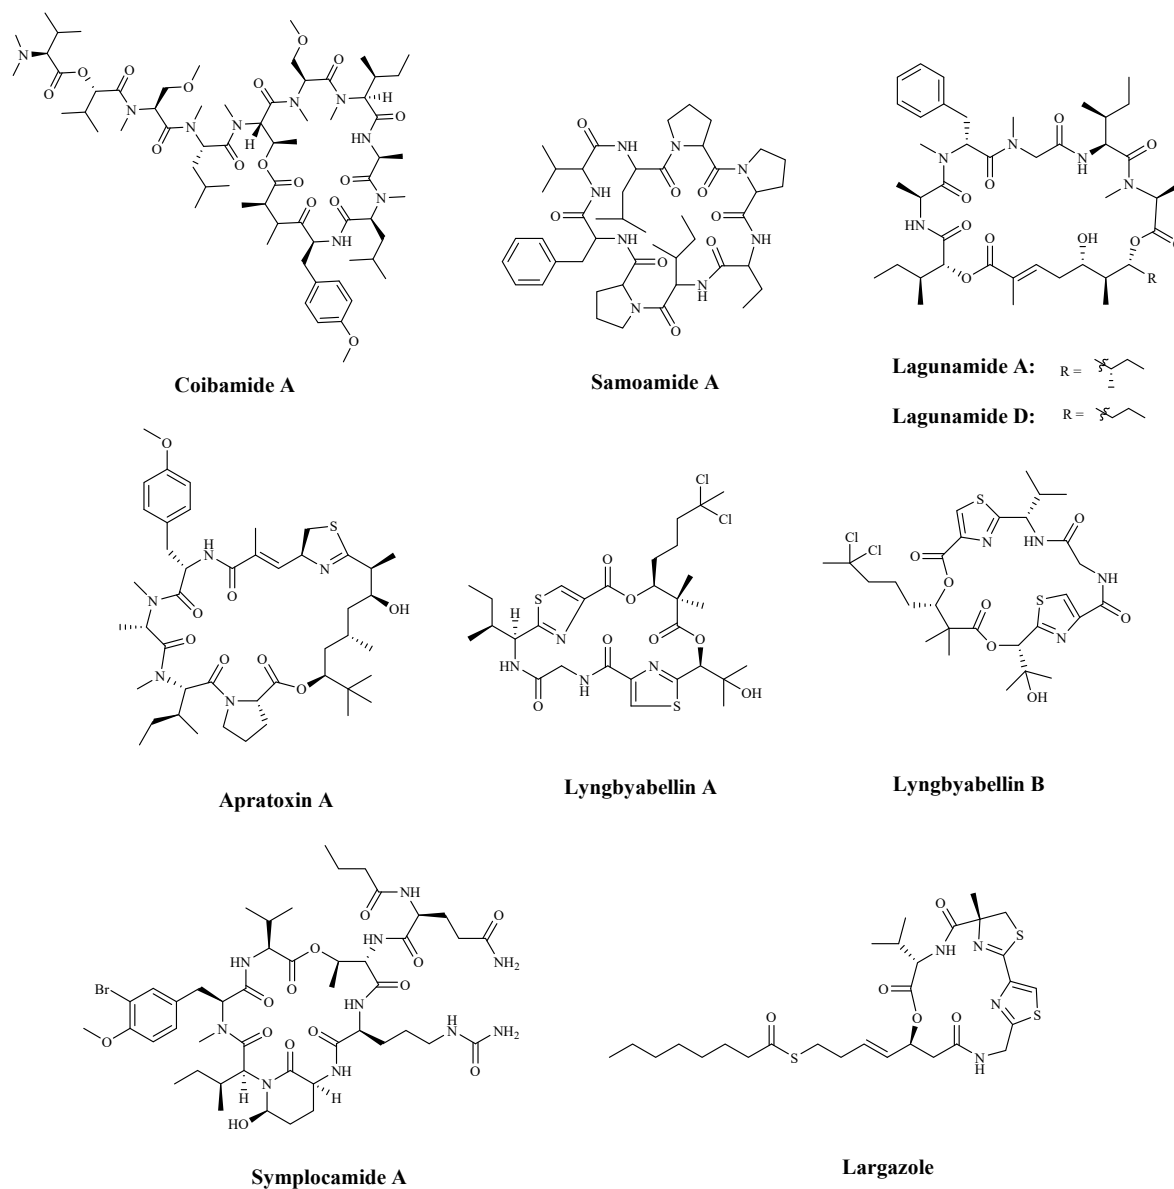 Coibamide A
Samoamide A
Lagunamide A: R =
Lagunamide D: R =
Apratoxin A
Lyngbyabellin A
Lyngbyabellin B
Symplocamide A
Largazole